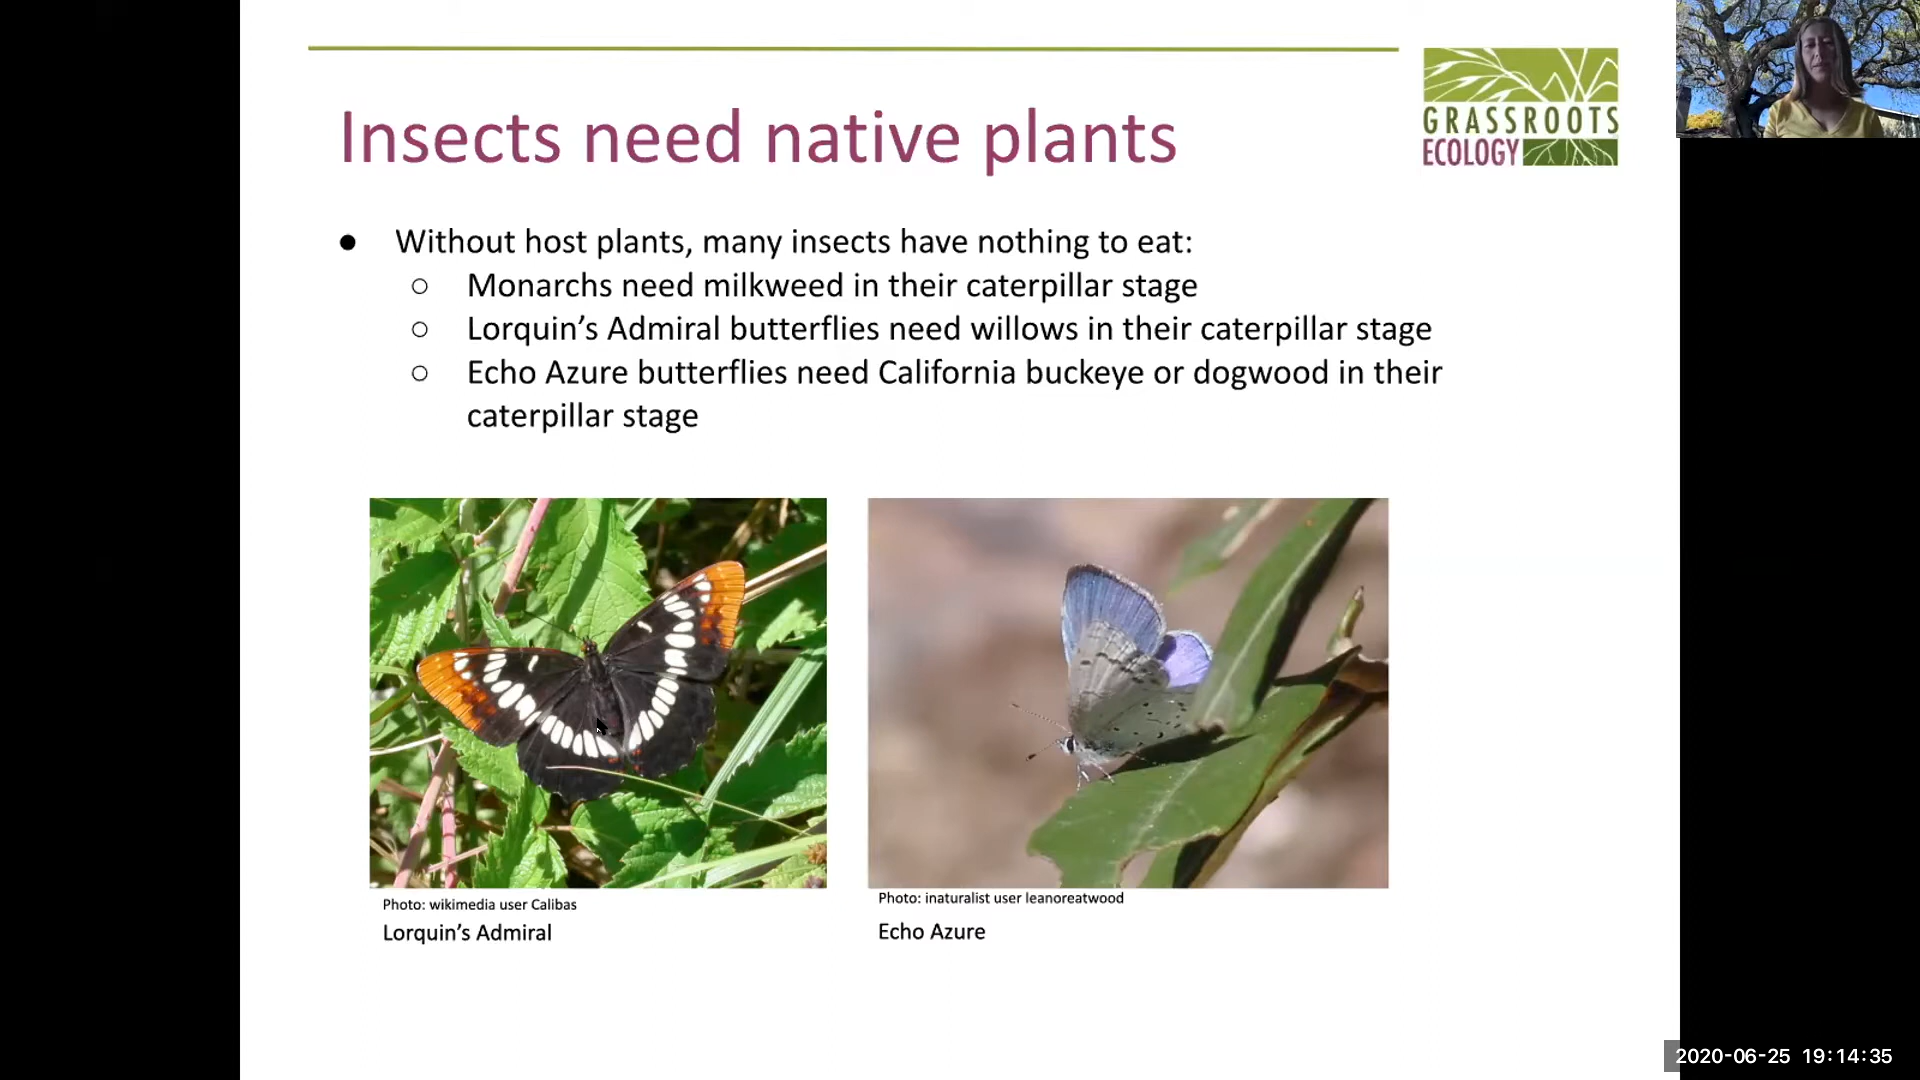 GRASSROOTS
ECOLOGY
Insects need native plants
● Without host plants, many insects have nothing to eat:
○ Monarchs need milkweed in their caterpillar stage
○ Lorquin’s Admiral butterflies need willows in their caterpillar stage
○ Echo Azure butterflies need California buckeye or dogwood in their
caterpillar stage
Photo: wikimedia user Calibas
Lorquin’s Admiral
Photo: inaturalist user leanoreatwood
Echo Azure
2020-06-25 19:14:35